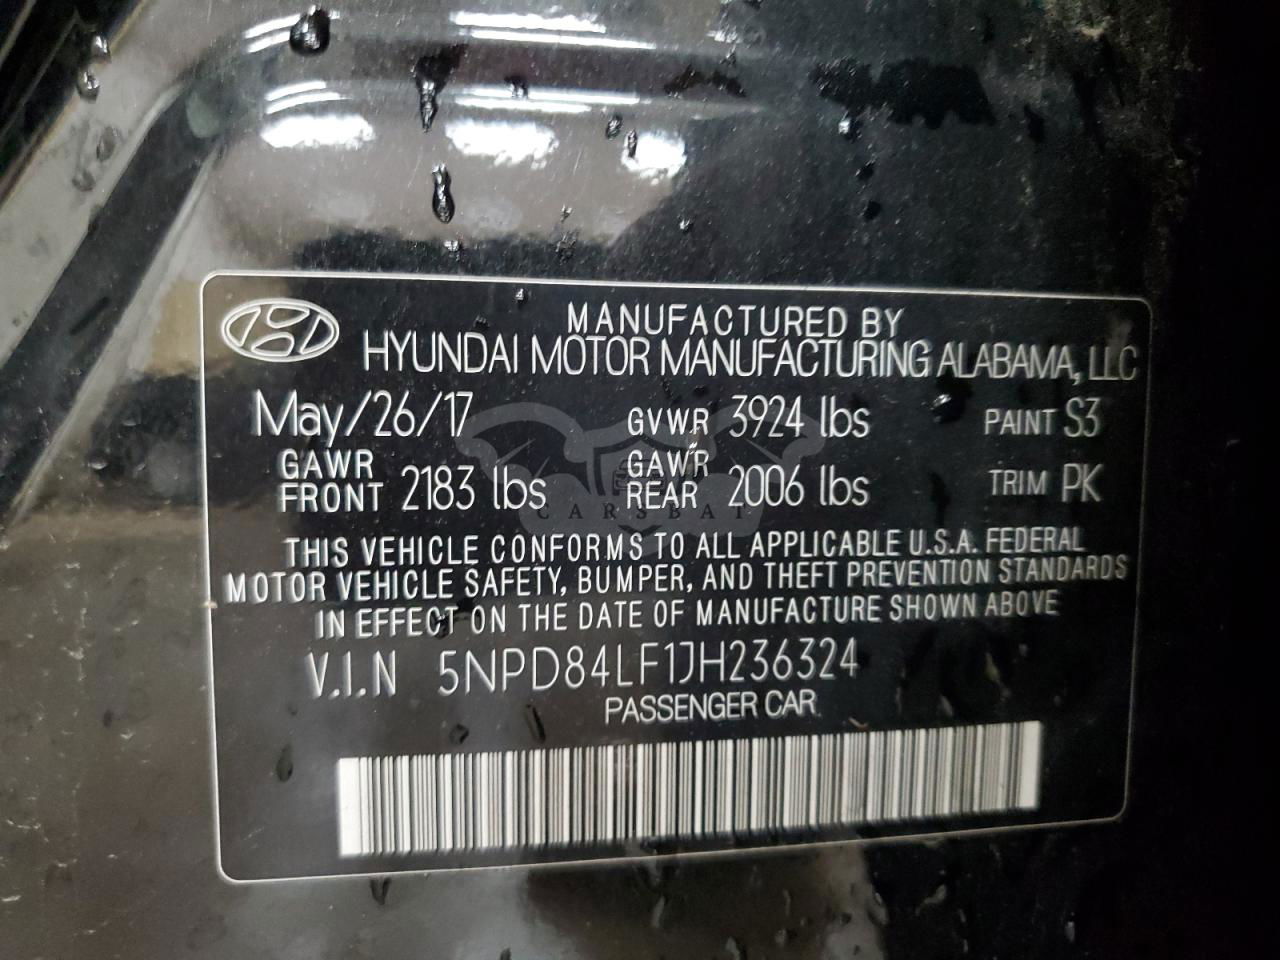 MANUFACTURED BY
HYUNDAI MOTOR MANUFACTURING ALABAMA, LLC
May/26/17 GVWR 3924 lbs PAINT S3
GAWR FRONT 2183 lbs GAWR REAR 2006 lbs TRIM PK
THIS VEHICLE CONFORMS TO ALL APPLICABLE U.S.A. FEDERAL
MOTOR VEHICLE SAFETY, BUMPER, AND THEFT PREVENTION STANDARDS
IN EFFECT ON THE DATE OF MANUFACTURE SHOWN ABOVE
V.I.N 5NPD84LF1JH236324
PASSENGER CAR
CARSBAT